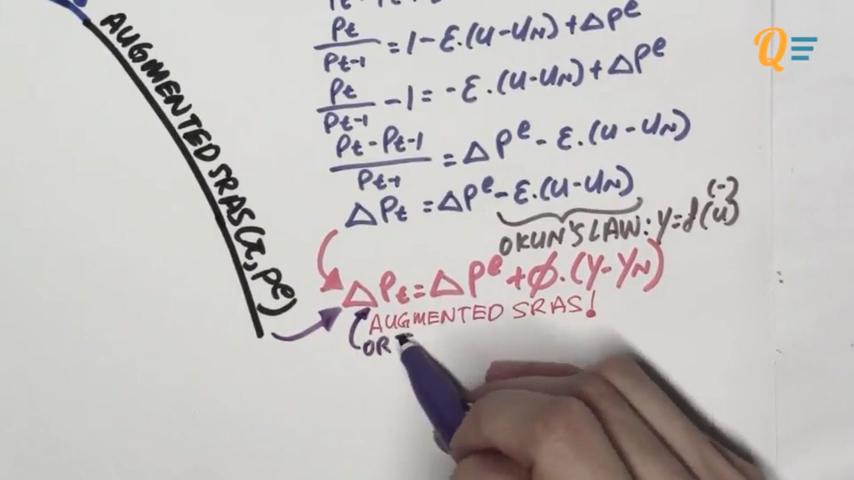 AUGMENTED SRAS(π, Pe)
Pt/Pt-1 = 1 - ε.(u - uN) + ΔPe
Pt/Pt-1 - 1 = - ε.(u - uN) + ΔPe
Pt - Pt-1/Pt-1 = ΔPe - ε.(u - uN)
ΔPt = ΔPe - ε.(u - uN)
(-)
OKUN'S LAW: Y = f(u)
ΔPt = ΔPe + φ.(Y - YN)
AUGMENTED SRAS!
OR